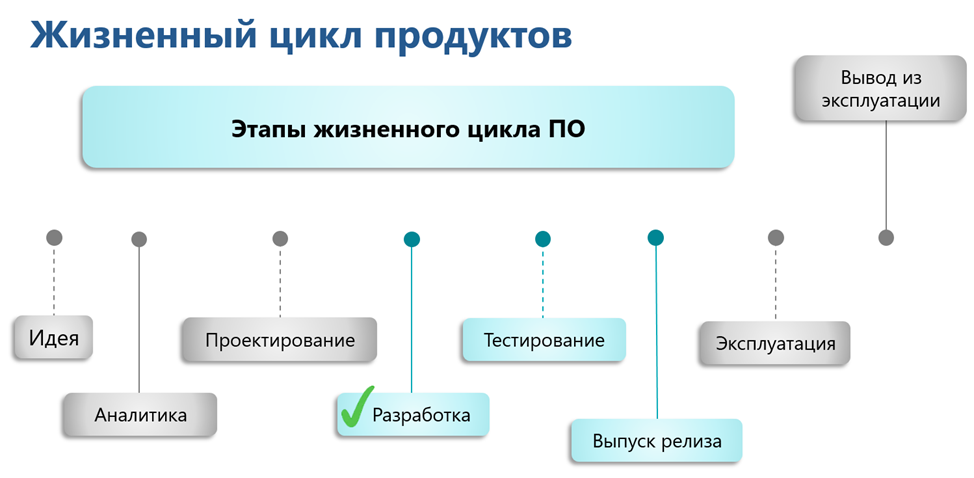 Жизненный цикл продуктов
Вывод из
эксплуатации
Этапы жизненного цикла ПО
Идея
Проектирование
Тестирование
Эксплуатация
Аналитика
Разработка
Выпуск релиза